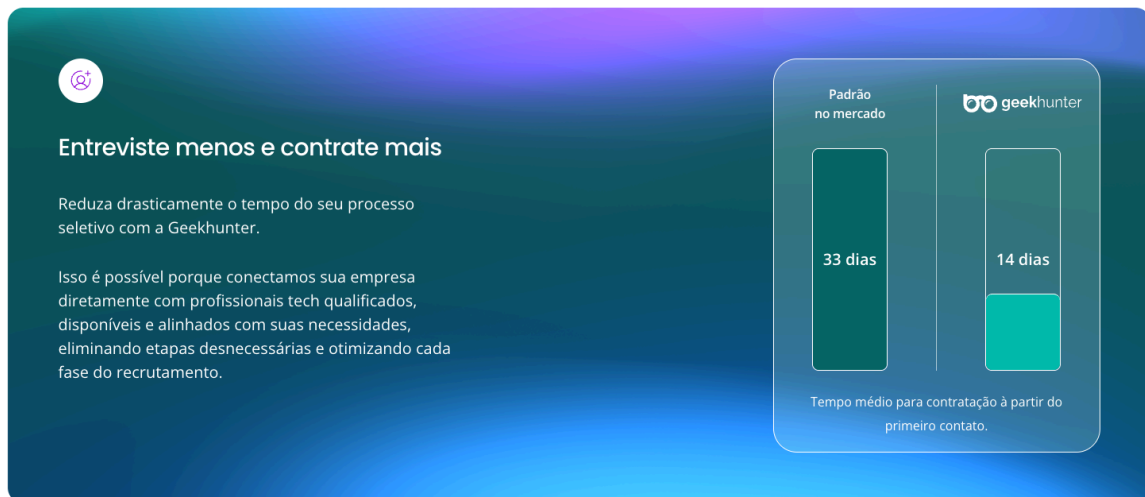 Entreviste menos e contrate mais
Reduza drasticamente o tempo do seu processo
seletivo com a Geekhunter.
Isso é possível porque conectamos sua empresa
diretamente com profissionais tech qualificados,
disponíveis e alinhados com suas necessidades,
eliminando etapas desnecessárias e otimizando cada
fase do recrutamento.
Padrão
no mercado
geekhunter
33 dias
14 dias
Tempo médio para contratação à partir do
primeiro contato.